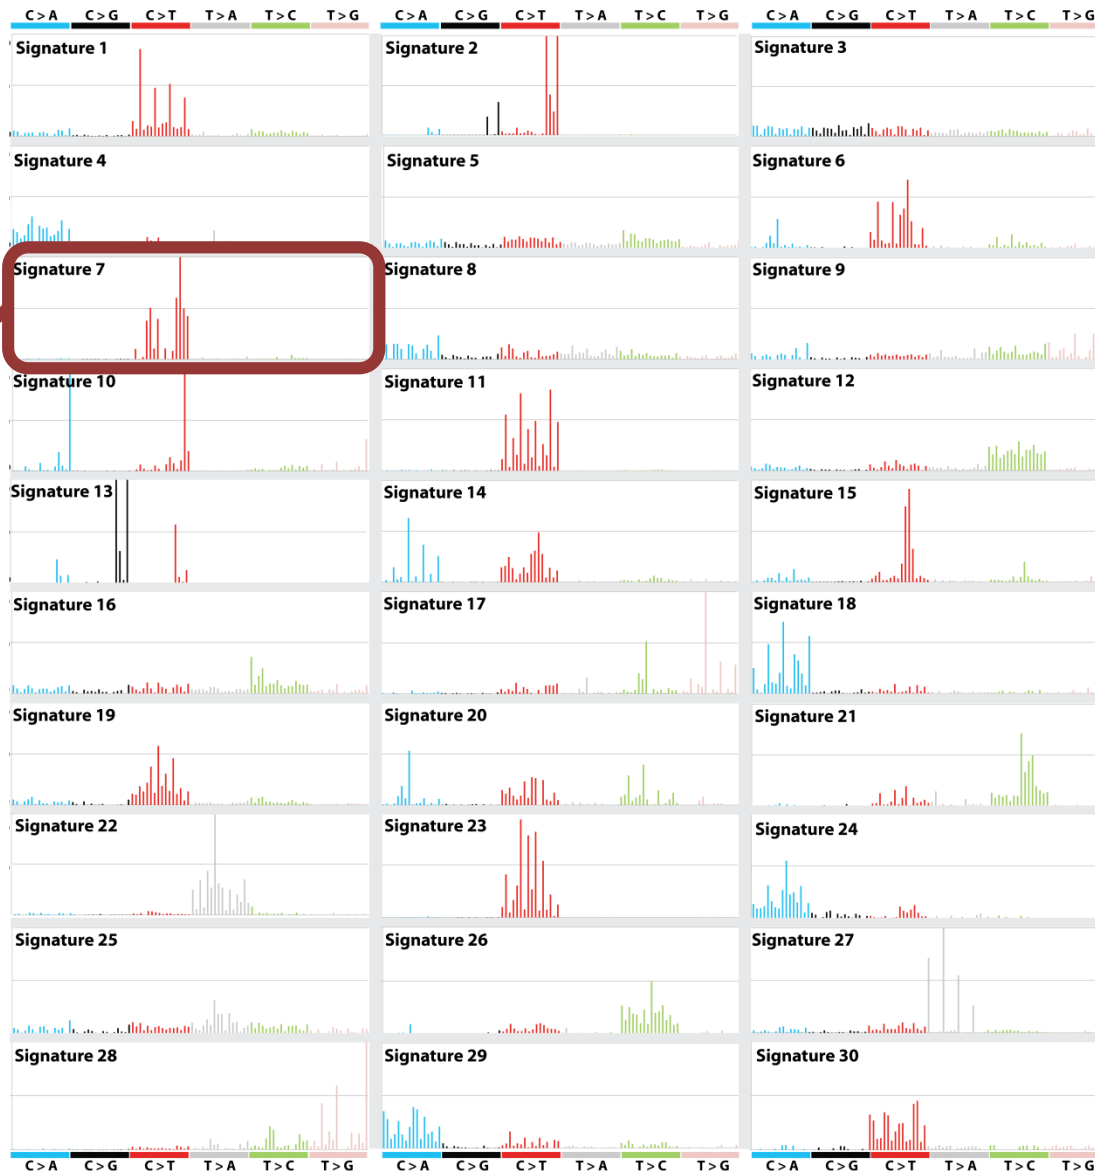 C > A C > G C > T T > A T > C T > G C > A C > G C > T T > A T > C T > G C > A C > G C > T T > A T > C T > G
Signature 1 Signature 2 Signature 3
Signature 4 Signature 5 Signature 6
Signature 7 Signature 8 Signature 9
Signature 10 Signature 11 Signature 12
Signature 13 Signature 14 Signature 15
Signature 16 Signature 17 Signature 18
Signature 19 Signature 20 Signature 21
Signature 22 Signature 23 Signature 24
Signature 25 Signature 26 Signature 27
Signature 28 Signature 29 Signature 30
C > A C > G C > T T > A T > C T > G C > A C > G C > T T > A T > C T > G C > A C > G C > T T > A T > C T > G